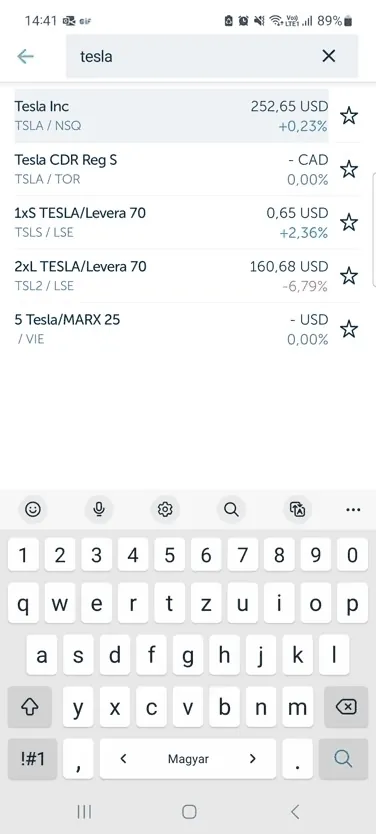 14:41 GIF Vo) LTE1 89%
tesla
Tesla Inc 252,65 USD
TSLA / NSQ +0,23%
Tesla CDR Reg S - CAD
TSLA / TOR 0,00%
1xS TESLA/Levera 70 0,65 USD
TSLS / LSE +2,36%
2xL TESLA/Levera 70 160,68 USD
TSL2 / LSE -6,79%
5 Tesla/MARX 25 - USD
/ VIE 0,00%
1 2 3 4 5 6 7 8 9 0
q w e r t z u i o p
a s d f g h j k l
y x c v b n m
!#1 , < Magyar > .